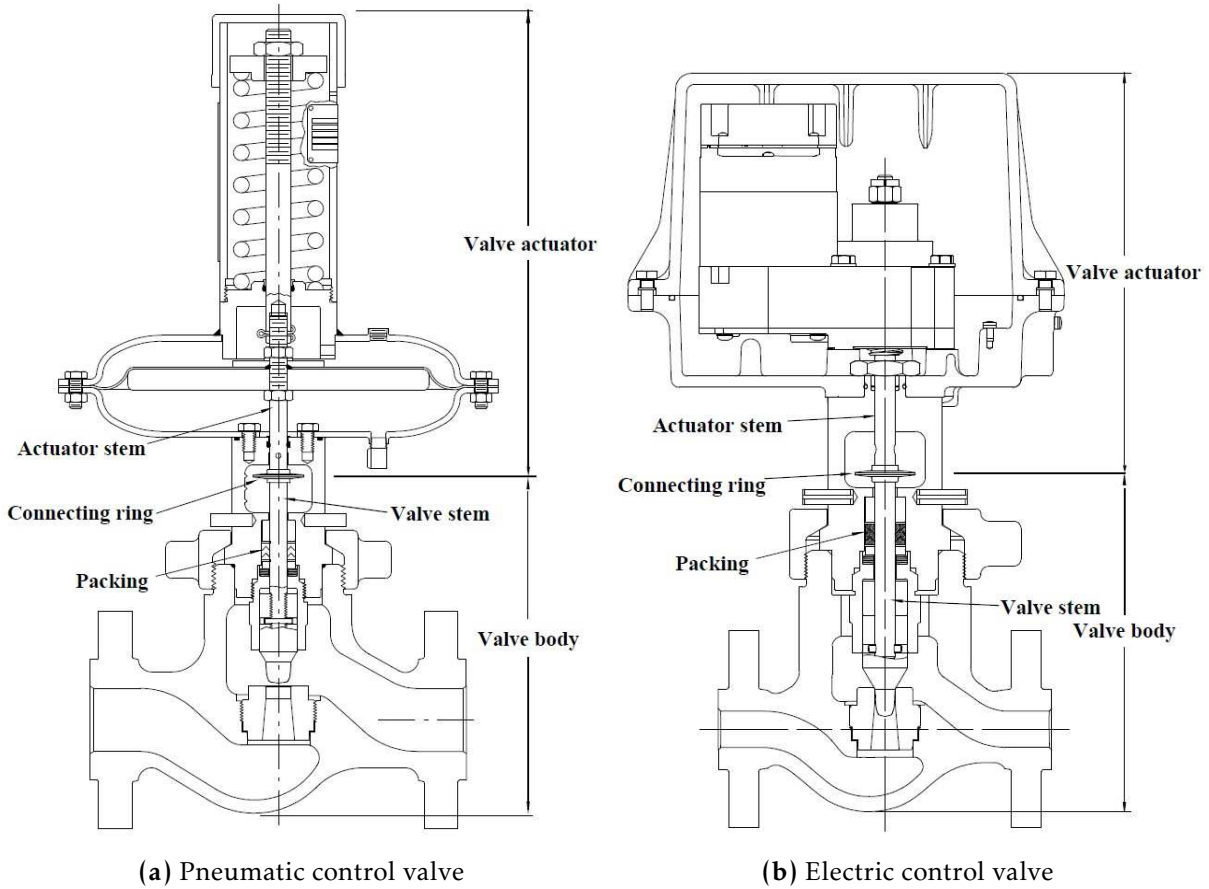 Valve actuator
Actuator stem
Connecting ring
Valve stem
Packing
Valve body
(a) Pneumatic control valve
Valve actuator
Actuator stem
Connecting ring
Packing
Valve stem
Valve body
(b) Electric control valve